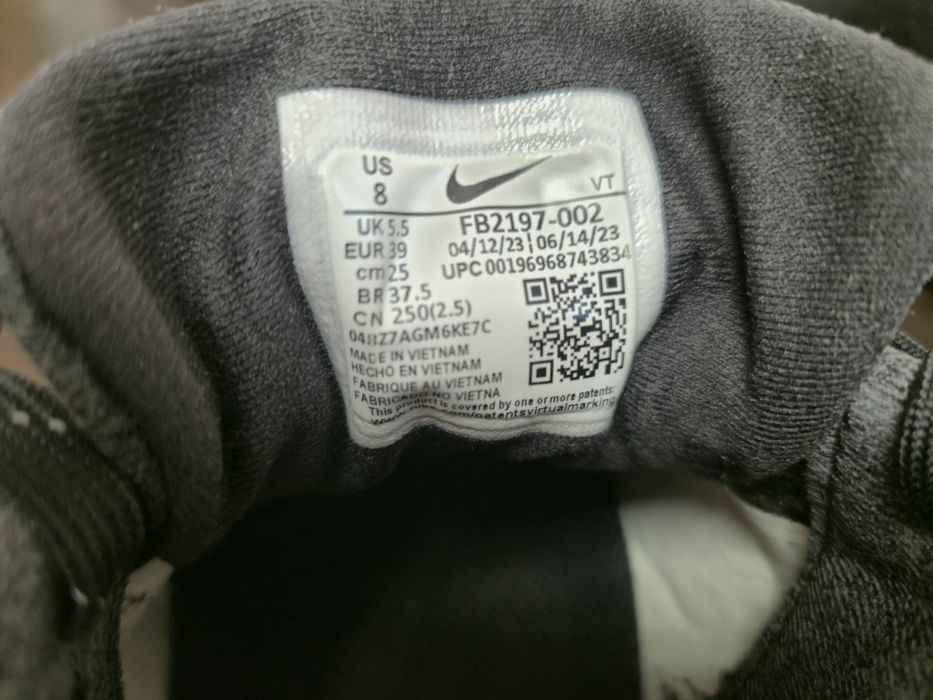 US
8
VT
UK 5.5
FB2197-002
EUR 39
04/12/23 06/14/23
cm 25
UPC 00196968743834
BR 37.5
CN 250(2.5)
MADE IN VIETNAM
HECHO EN VIETNAM
FABRIQUE AU VIETNAM
FABRICADO NO VIETNA
This product is covered by one or more patents: